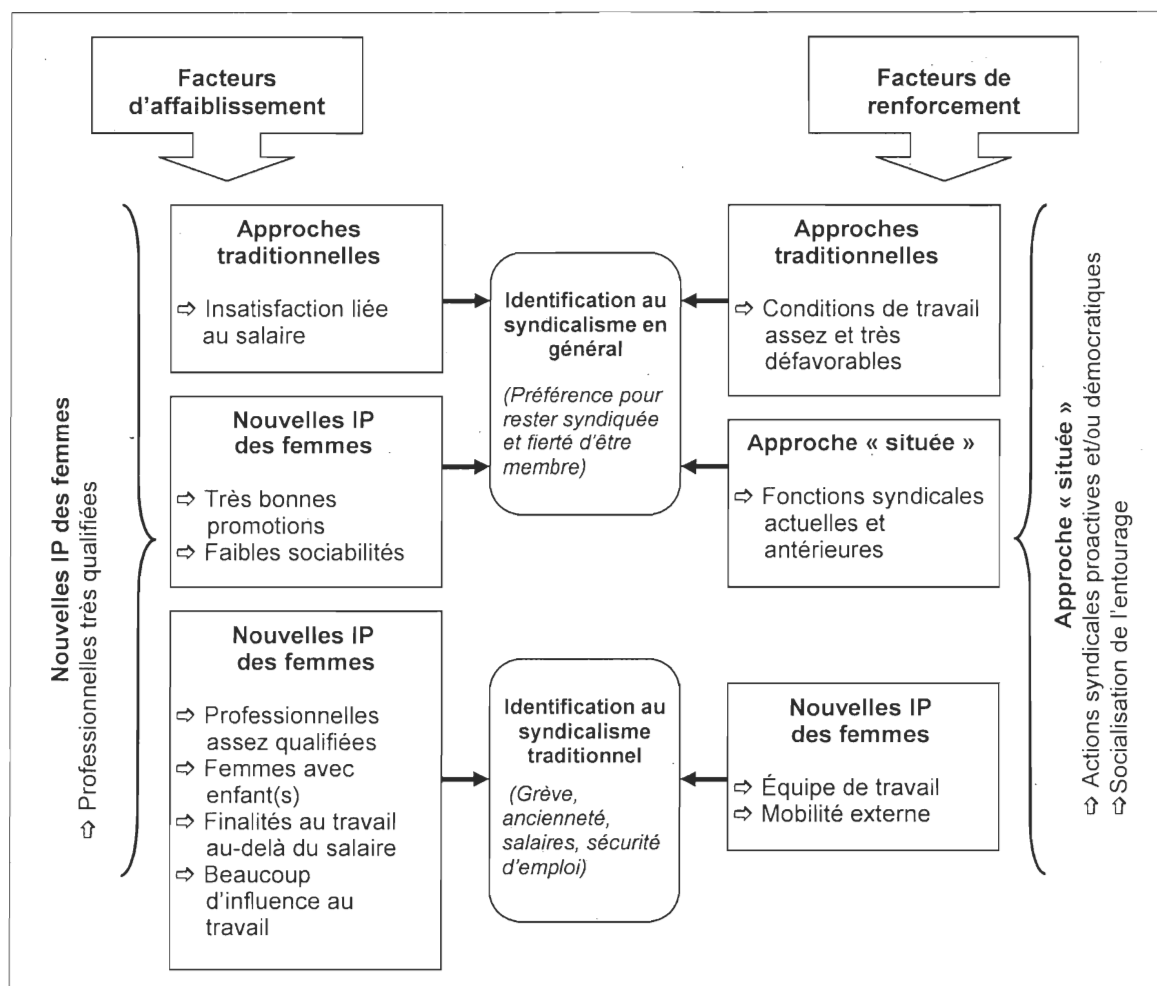 Facteurs
d'affaiblissement
Facteurs de
renforcement
Nouvelles IP des femmes
⇨ Professionnelles très qualifiées
Approches
traditionnelles
⇨ Insatisfaction liée
au salaire
Nouvelles IP
des femmes
⇨ Très bonnes
promotions
⇨ Faibles sociabilités
Nouvelles IP
des femmes
⇨ Professionnelles
assez qualifiées
⇨ Femmes avec
enfant(s)
⇨ Finalités au travail
au-delà du salaire
⇨ Beaucoup
d'influence au
travail
Identification au
syndicalisme en
général
(Préférence pour
rester syndiquée
et fierté d'être
membre)
Identification au
syndicalisme
traditionnel
(Grève,
ancienneté,
salaires, sécurité
d'emploi)
Approches
traditionnelles
⇨ Conditions de travail
assez et très
défavorables
Approche « située »
⇨ Fonctions syndicales
actuelles et
antérieures
Nouvelles IP
des femmes
⇨ Équipe de travail
⇨ Mobilité externe
Approche « située »
⇨ Actions syndicales proactives et/ou démocratiques
⇨Socialisation de l'entourage